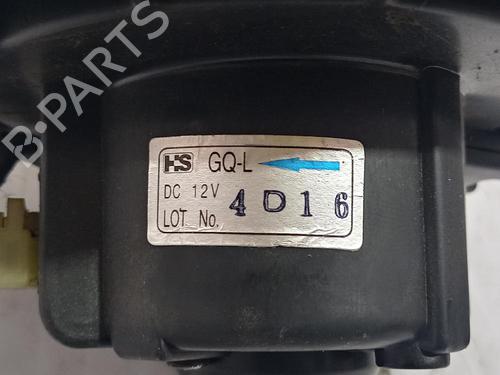 HS GQ-L
DC 12V
LOT No. 4D16
B-PARTS